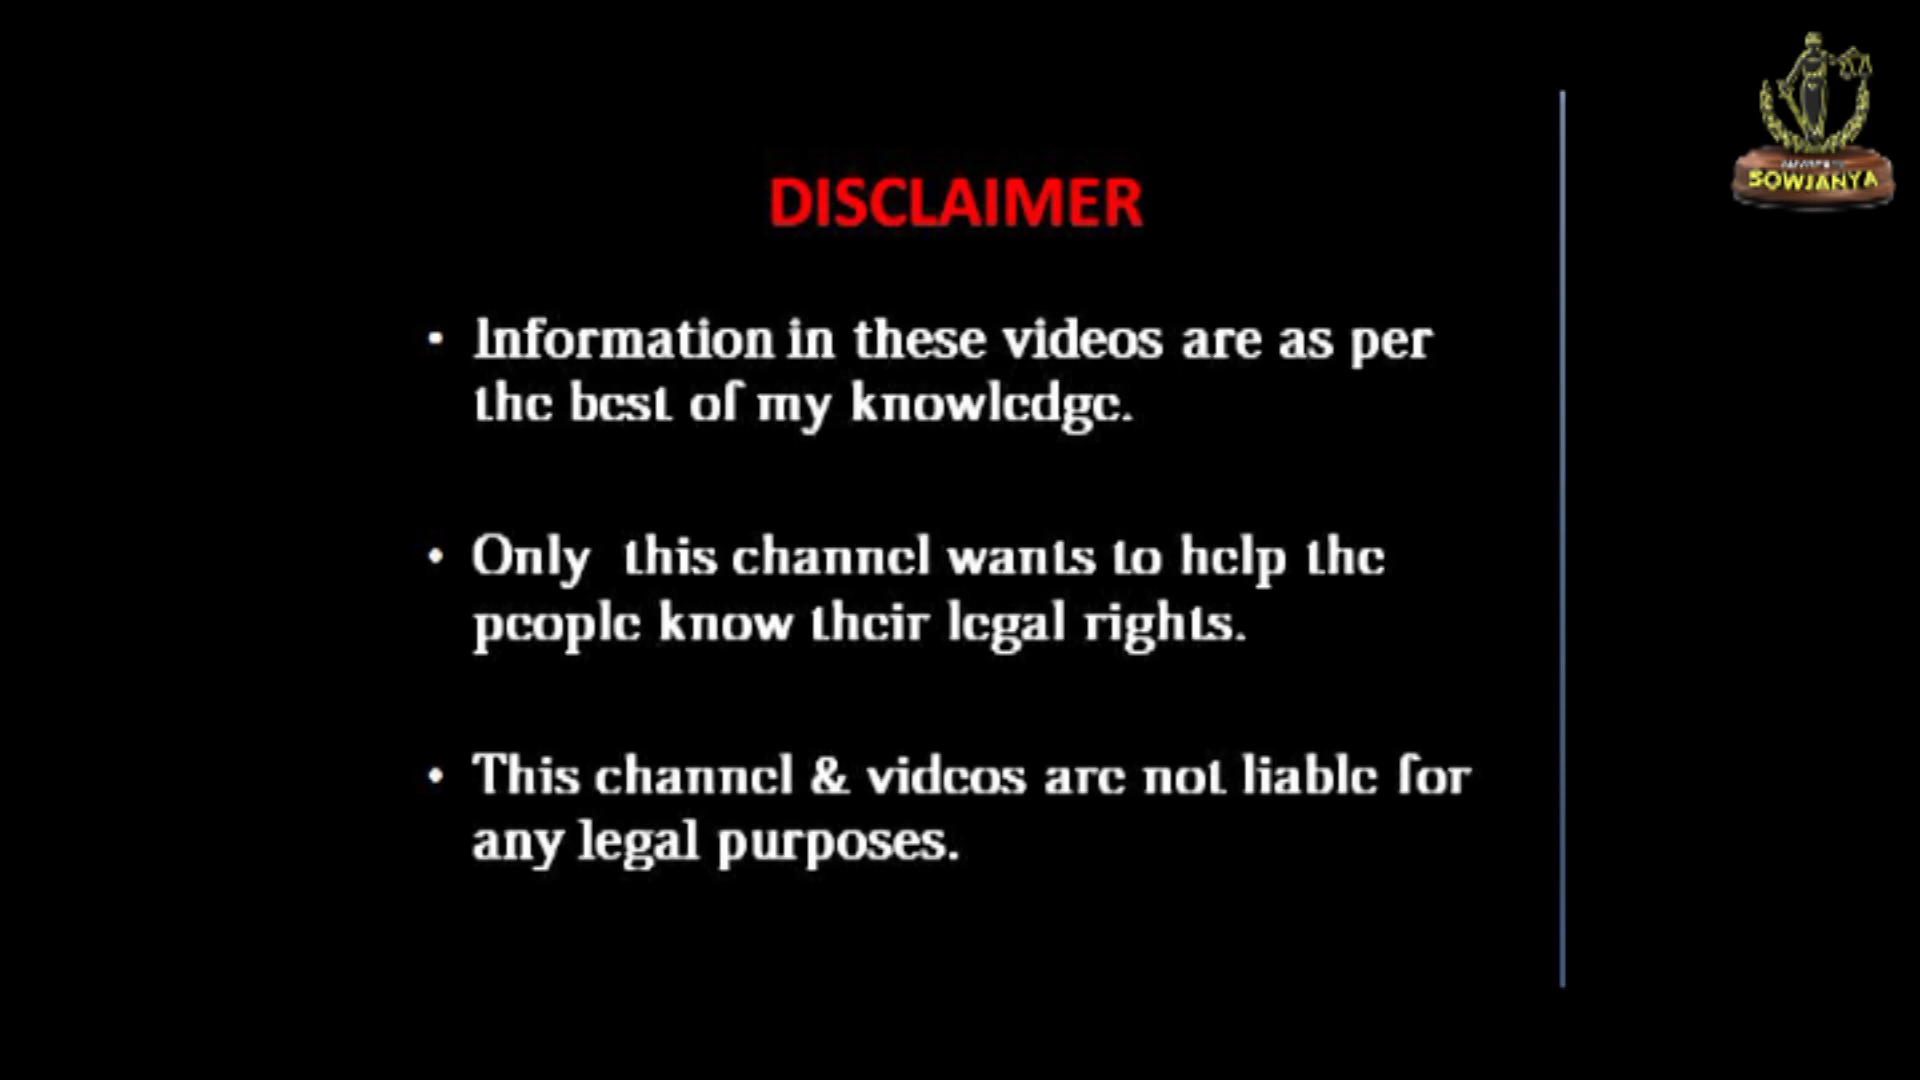 DISCLAIMER
• Information in these videos are as per
the best of my knowledge.
• Only this channel wants to help the
people know their legal rights.
• This channel & videos are not liable for
any legal purposes.
SOWJANYA